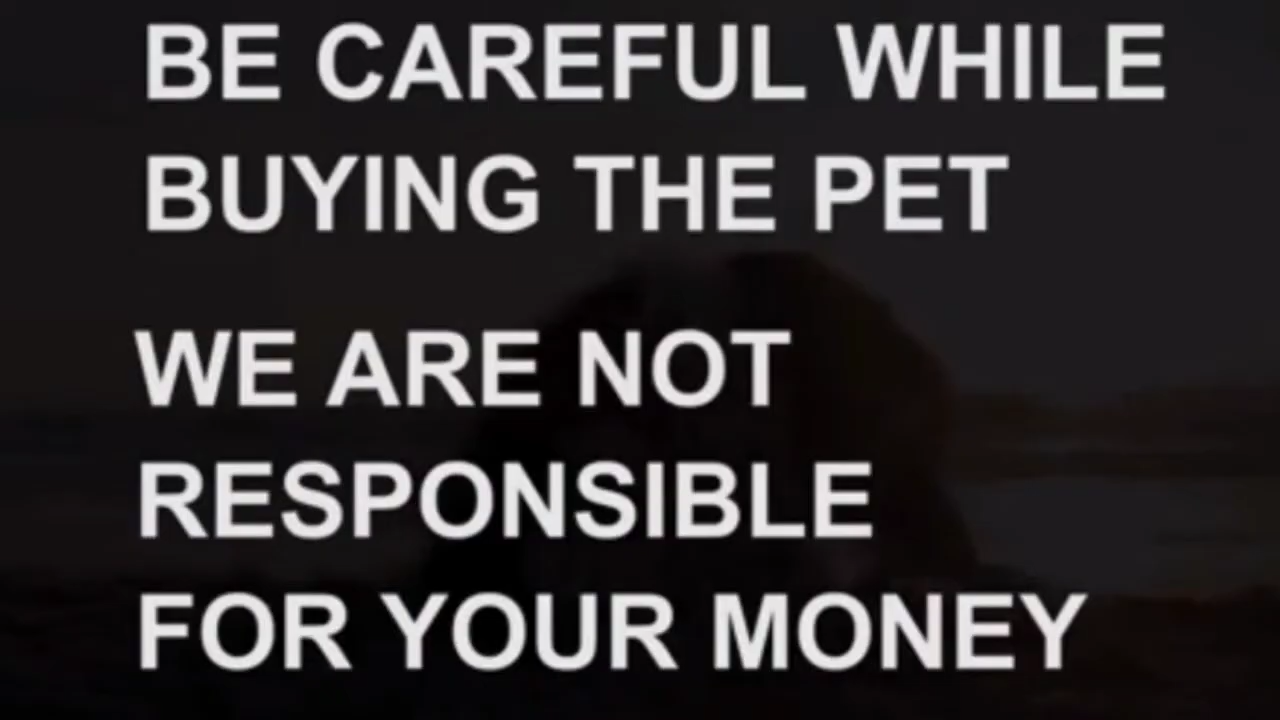 BE CAREFUL WHILE
BUYING THE PET
WE ARE NOT
RESPONSIBLE
FOR YOUR MONEY